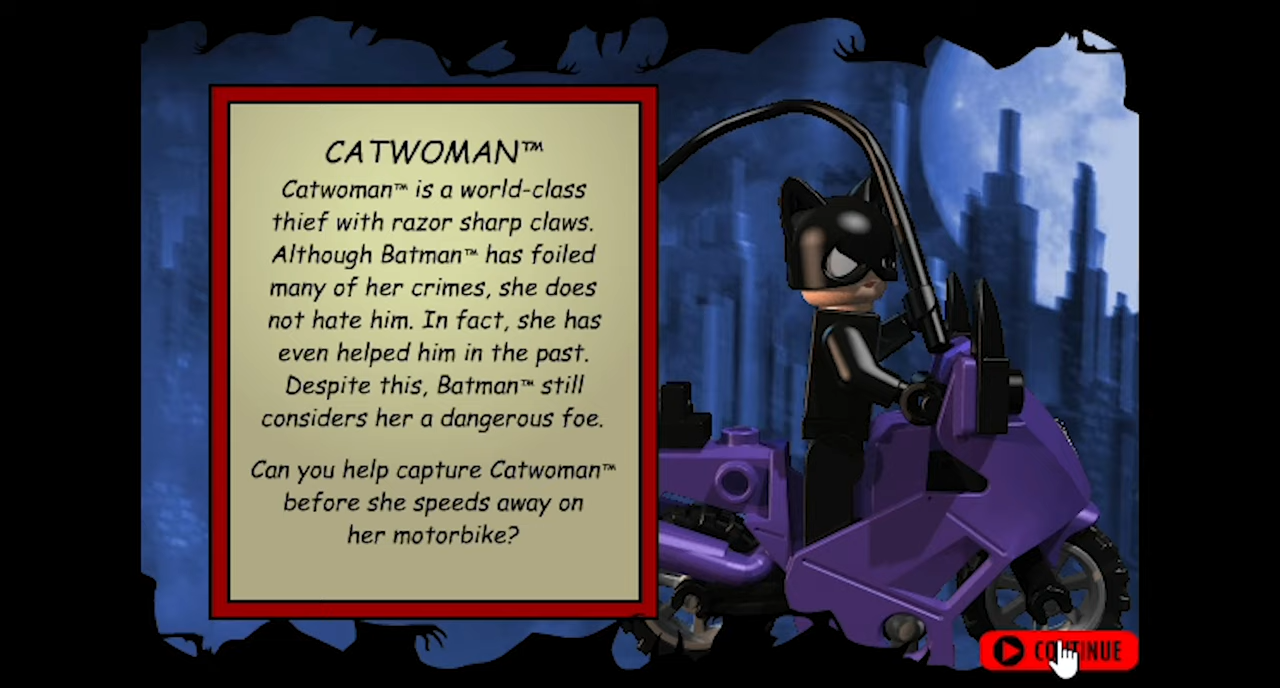 CATWOMAN™
Catwoman™ is a world-class
thief with razor sharp claws.
Although Batman™ has foiled
many of her crimes, she does
not hate him. In fact, she has
even helped him in the past.
Despite this, Batman™ still
considers her a dangerous foe.
Can you help capture Catwoman™
before she speeds away on
her motorbike?
CONTINUE